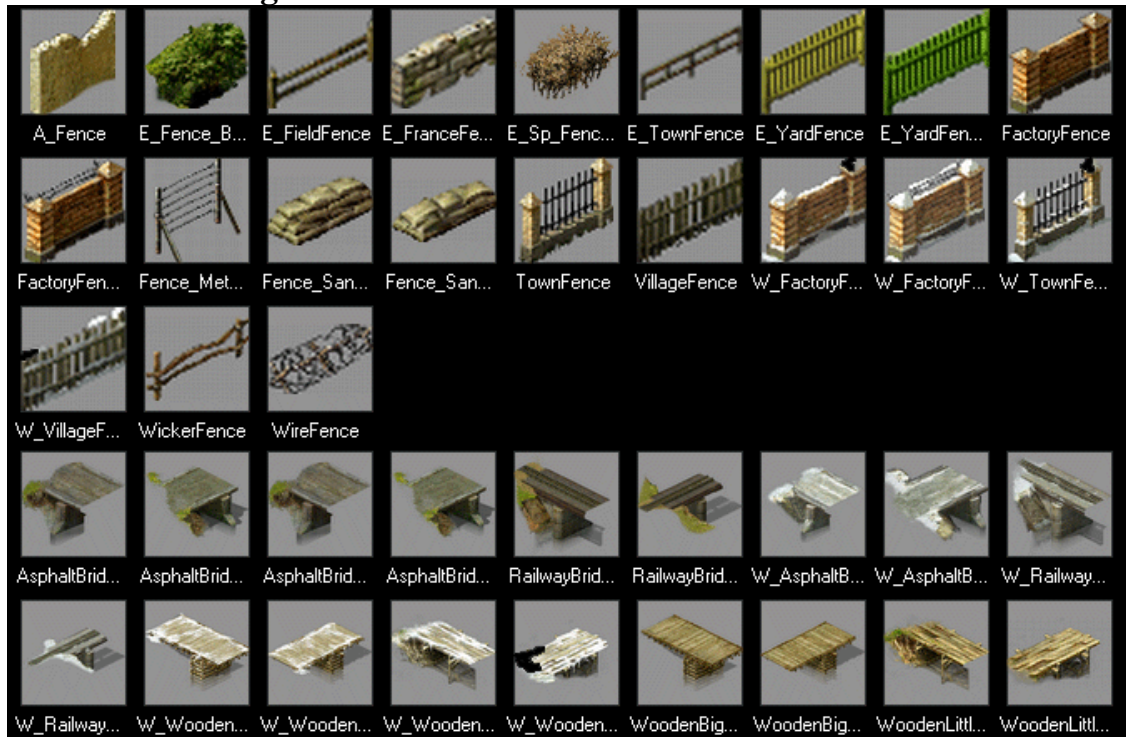 A_Fence E_Fence_B... E_FieldFence E_FranceFe... E_Sp_Fenc... E_TownFence E_YardFence E_YardFen... FactoryFence
FactoryFen... Fence_Met... Fence_San... Fence_San... TownFence VillageFence W_FactoryF... W_FactoryF... W_TownFe...
W_VillageF... WickerFence WireFence
AsphaltBrid... AsphaltBrid... AsphaltBrid... AsphaltBrid... RailwayBrid... RailwayBrid... W_AsphaltB... W_AsphaltB... W_Railway...
W_Railway... W_Wooden... W_Wooden... W_Wooden... W_Wooden... WoodenBig... WoodenBig... WoodenLittl... WoodenLittl...